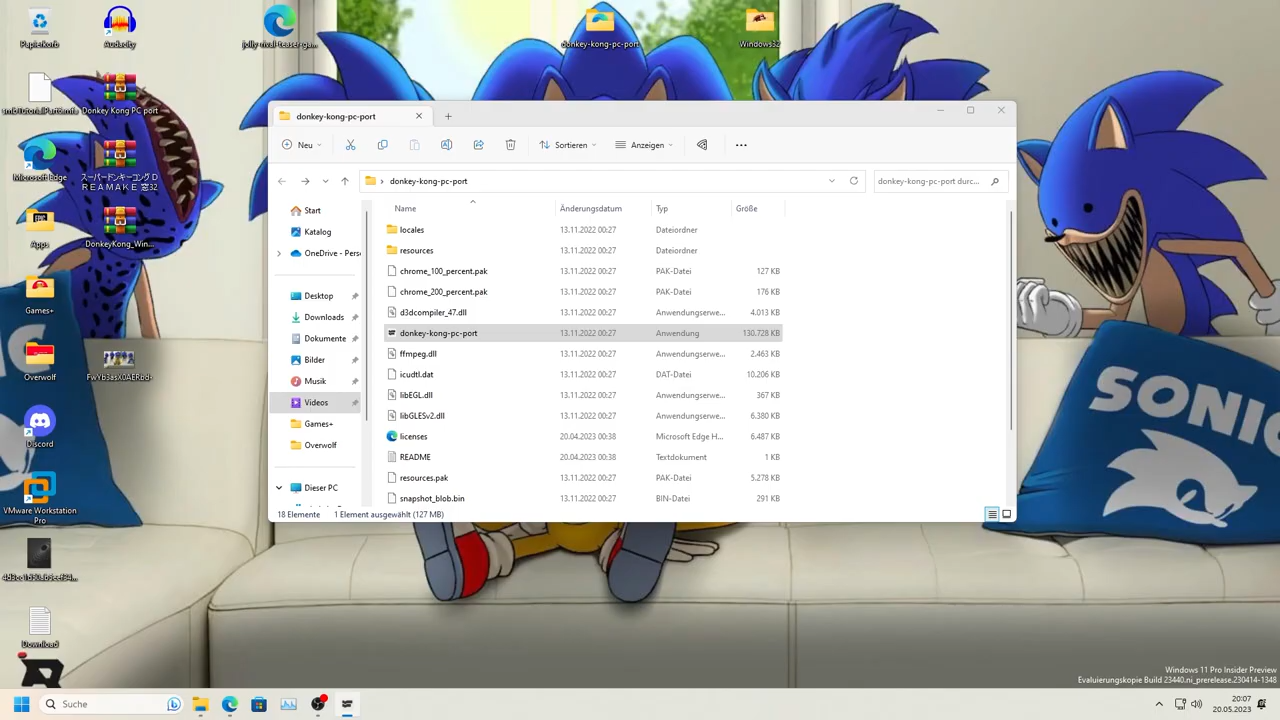 Papierkorb
Audacity
jolly-rival-teaser-ga...
donkey-kong-pc-port
Windows32
Donkey Kong PC port
Microsoft Edge
スーパードンキーコング D
R E A M A K E 窓32
EPIC
Apps
DonkeyKong_Win...
Games+
Overwolf
Discord
VMware Workstation
Pro
Download
donkey-kong-pc-port
Neu
Sortieren
Anzeigen
donkey-kong-pc-port
donkey-kong-pc-port durc...
Start
Katalog
OneDrive - Pers
Desktop
Downloads
Dokumente
Bilder
Musik
Videos
Games+
Overwolf
Dieser PC
Name Änderungsdatum Typ Größe
locales 13.11.2022 00:27 Dateiordner
resources 13.11.2022 00:27 Dateiordner
chrome_100_percent.pak 13.11.2022 00:27 PAK-Datei 127 KB
chrome_200_percent.pak 13.11.2022 00:27 PAK-Datei 176 KB
d3dcompiler_47.dll 13.11.2022 00:27 Anwendungserwe... 4.013 KB
donkey-kong-pc-port 13.11.2022 00:27 Anwendung 130.728 KB
ffmpeg.dll 13.11.2022 00:27 Anwendungserwe... 2.463 KB
icudtl.dat 13.11.2022 00:27 DAT-Datei 10.206 KB
libEGL.dll 13.11.2022 00:27 Anwendungserwe... 367 KB
libGLESv2.dll 13.11.2022 00:27 Anwendungserwe... 6.380 KB
licenses 20.04.2023 00:38 Microsoft Edge H... 6.487 KB
README 20.04.2023 00:38 Textdokument 1 KB
resources.pak 13.11.2022 00:27 PAK-Datei 5.278 KB
snapshot_blob.bin 13.11.2022 00:27 BIN-Datei 291 KB
18 Elemente 1 Element ausgewählt (127 MB)
SONIC
Windows 11 Pro Insider Preview
Evaluierungskopie Build 23440.ni_prerelease.230414-1348
Suche
20:07
20.05.2023